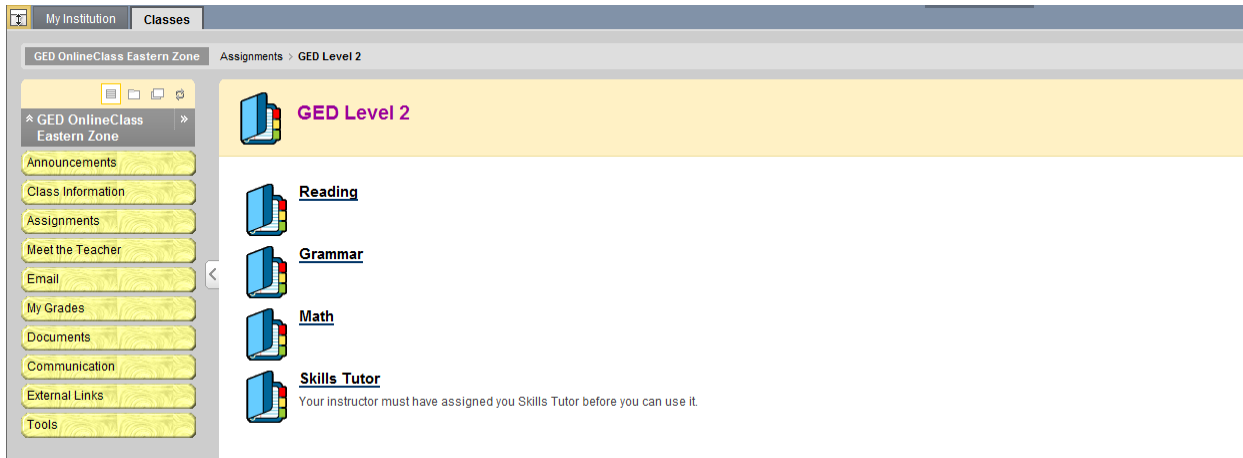 My Institution
Classes
GED OnlineClass Eastern Zone
Assignments > GED Level 2
GED OnlineClass
Eastern Zone
Announcements
Class Information
Assignments
Meet the Teacher
Email
My Grades
Documents
Communication
External Links
Tools
GED Level 2
Reading
Grammar
Math
Skills Tutor
Your instructor must have assigned you Skills Tutor before you can use it.